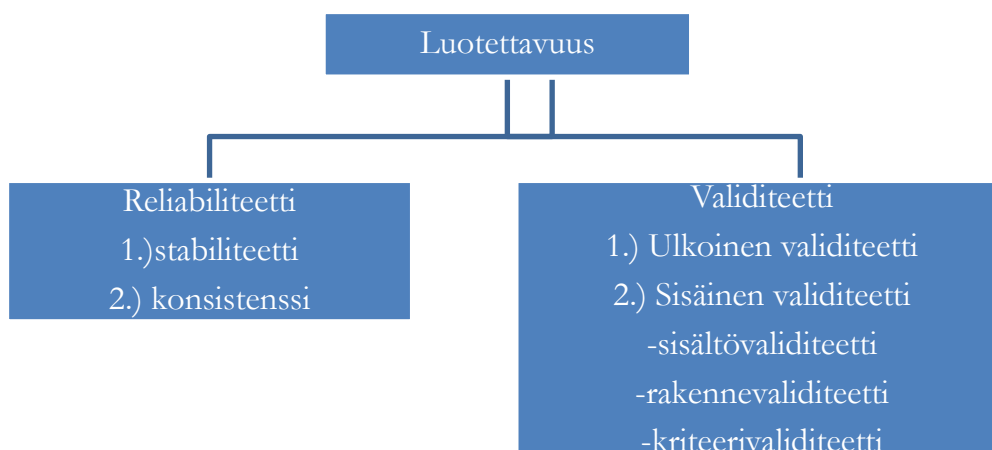 Luotettavuus
Reliabiliteetti
1.)stabiliteetti
2.) konsistenssi
Validiteetti
1.) Ulkoinen validiteetti
2.) Sisäinen validiteetti
-sisältövaliditeetti
-rakennevaliditeetti
-kriteerivaliditeetti